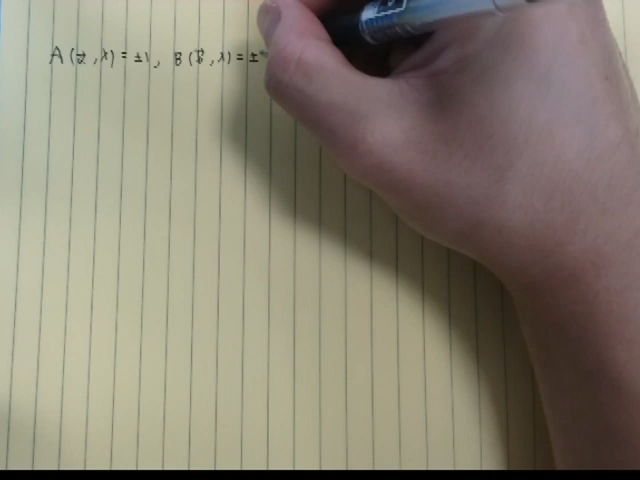 A(a⃗, λ) = ±1, B(b⃗, λ) = ±